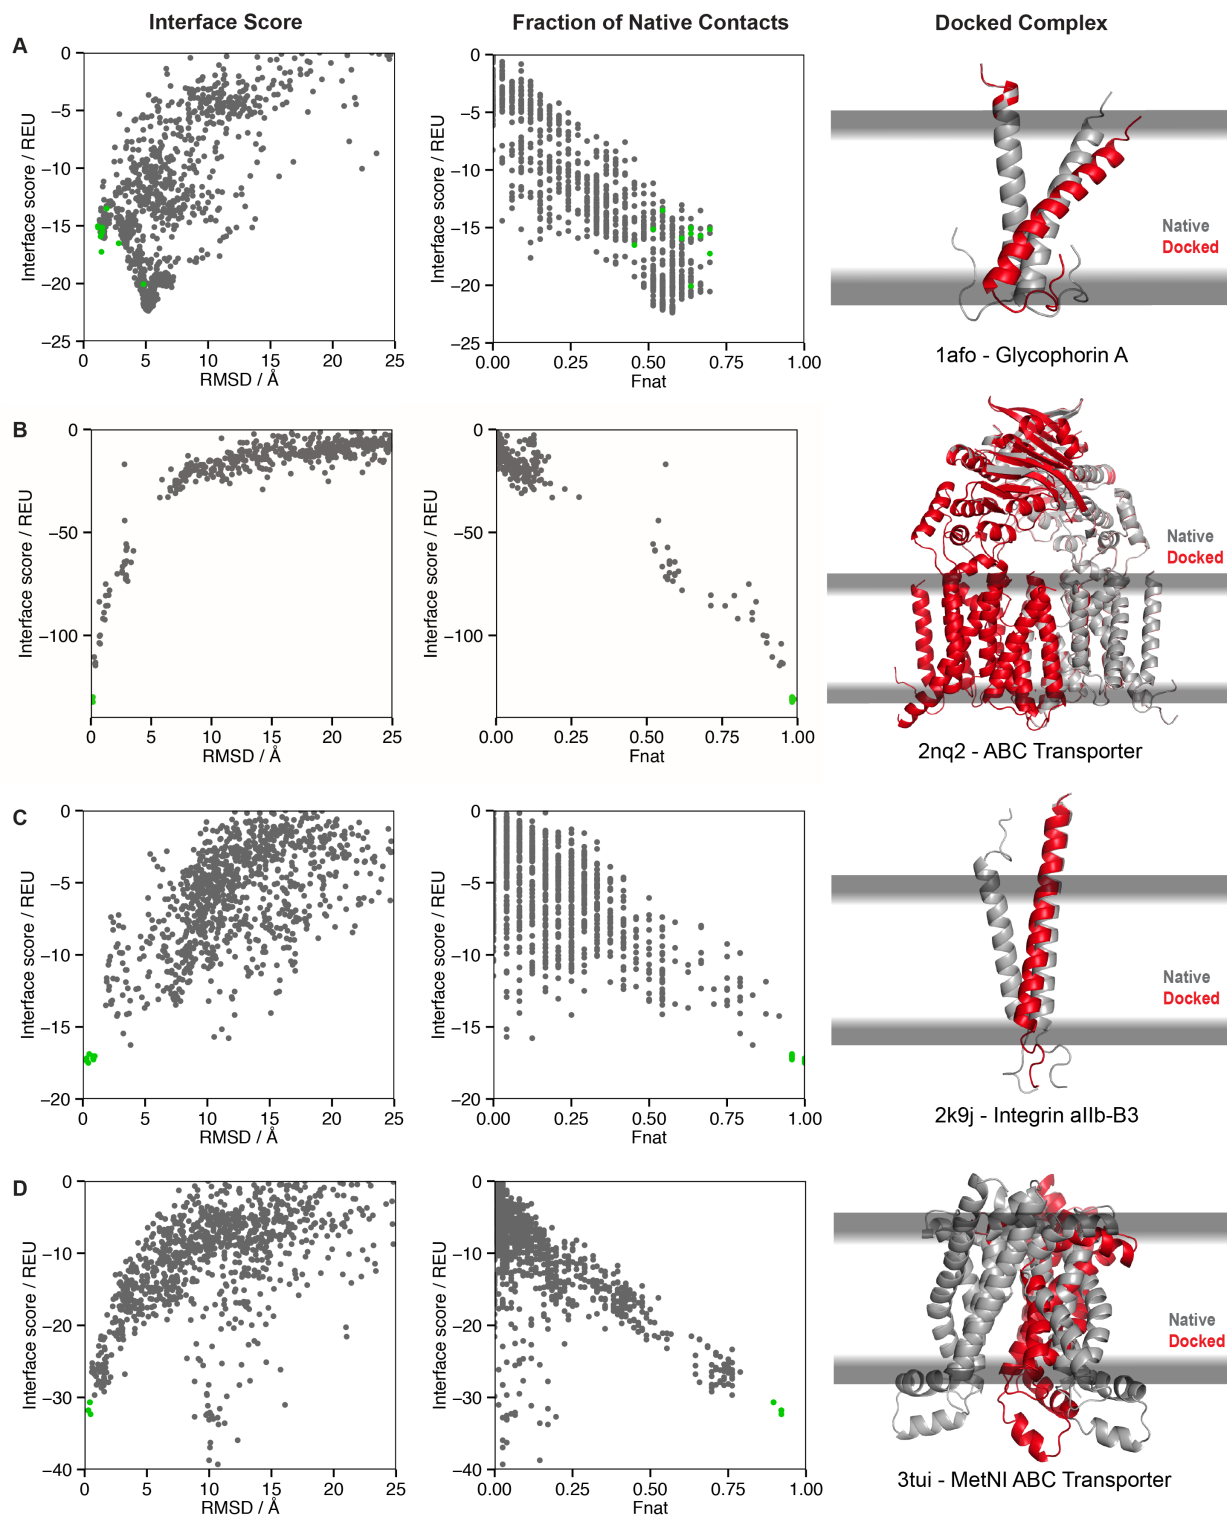 Interface Score
Fraction of Native Contacts
Docked Complex
A
Interface score / REU
0
−5
−10
−15
−20
−25
0
5
10
15
20
25
RMSD / Å
Interface score / REU
0
−5
−10
−15
−20
−25
0.00
0.25
0.50
0.75
1.00
Fnat
Native
Docked
1afo - Glycophorin A
B
Interface score / REU
0
−50
−100
0
5
10
15
20
25
RMSD / Å
Interface score / REU
0
−50
−100
0.00
0.25
0.50
0.75
1.00
Fnat
Native
Docked
2nq2 - ABC Transporter
C
Interface score / REU
0
−5
−10
−15
−20
0
5
10
15
20
25
RMSD / Å
Interface score / REU
0
−5
−10
−15
−20
0.00
0.25
0.50
0.75
1.00
Fnat
Native
Docked
2k9j - Integrin aIIb-B3
D
Interface score / REU
0
−10
−20
−30
−40
0
5
10
15
20
25
RMSD / Å
Interface score / REU
0
−10
−20
−30
−40
0.00
0.25
0.50
0.75
1.00
Fnat
Native
Docked
3tui - MetNI ABC Transporter